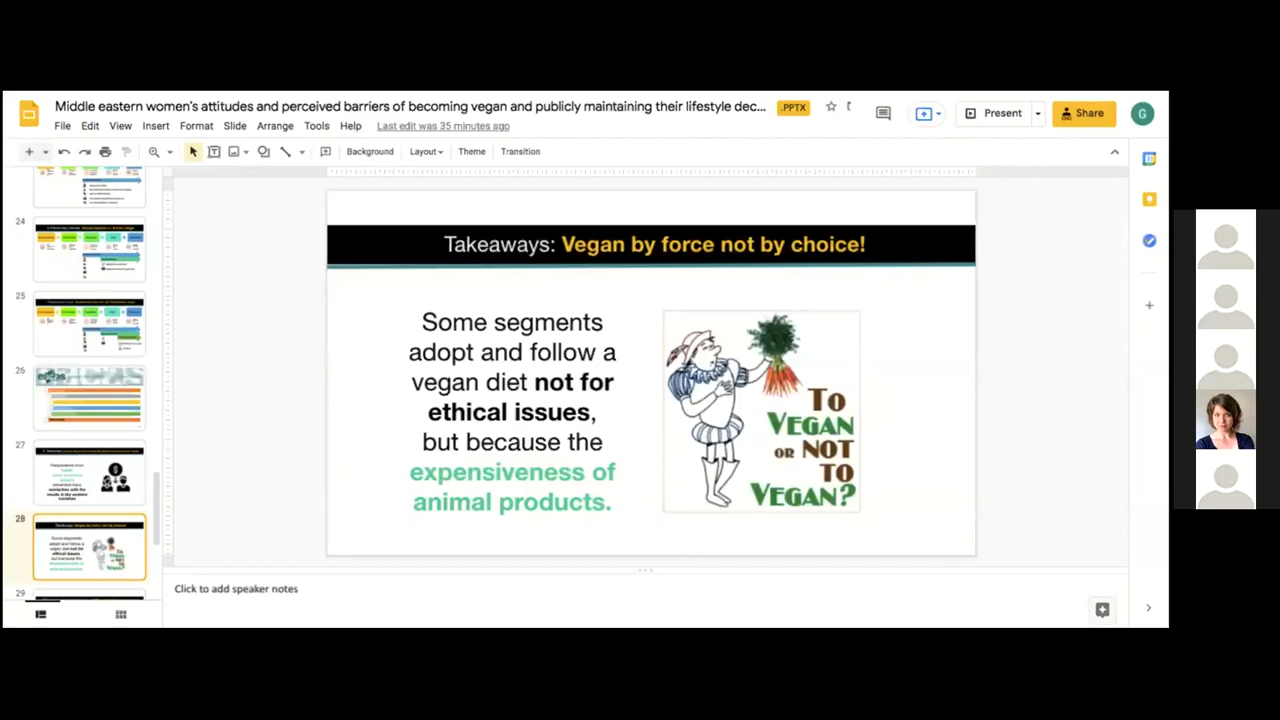 Middle eastern women's attitudes and perceived barriers of becoming vegan and publicly maintaining their lifestyle dec...
.PPTX
File Edit View Insert Format Slide Arrange Tools Help Last edit was 35 minutes ago
Present
Share
G
Background Layout Theme Transition
24
25
26
27
28
29
Takeaways: Vegan by force not by choice!
Some segments
adopt and follow a
vegan diet not for
ethical issues,
but because the
expensiveness of
animal products.
TO
VEGAN
OR NOT
TO
VEGAN?
Click to add speaker notes